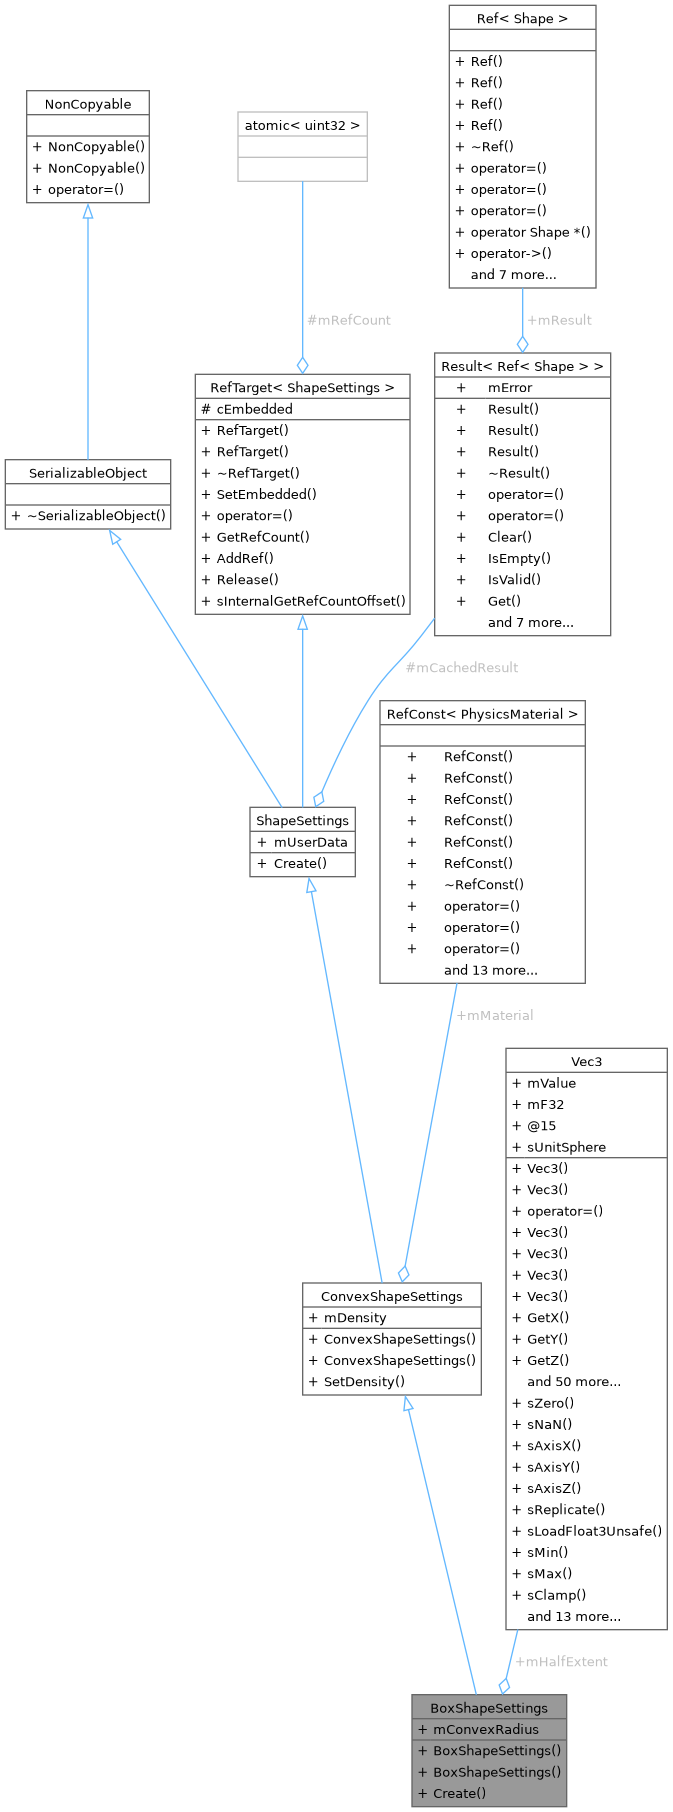 Ref< Shape >
+ Ref()
+ Ref()
+ Ref()
+ Ref()
+ ~Ref()
+ operator=()
+ operator=()
+ operator=()
+ operator Shape *()
+ operator->()
and 7 more...
NonCopyable
+ NonCopyable()
+ NonCopyable()
+ operator=()
atomic< uint32 >
#mRefCount
+mResult
Result< Ref< Shape > >
+ mError
+ Result()
+ Result()
+ Result()
+ ~Result()
+ operator=()
+ operator=()
+ Clear()
+ IsEmpty()
+ IsValid()
+ Get()
and 7 more...
RefTarget< ShapeSettings >
# cEmbedded
+ RefTarget()
+ RefTarget()
+ ~RefTarget()
+ SetEmbedded()
+ operator=()
+ GetRefCount()
+ AddRef()
+ Release()
+ sInternalGetRefCountOffset()
SerializableObject
+ ~SerializableObject()
#mCachedResult
RefConst< PhysicsMaterial >
+ RefConst()
+ RefConst()
+ RefConst()
+ RefConst()
+ RefConst()
+ RefConst()
+ ~RefConst()
+ operator=()
+ operator=()
+ operator=()
and 13 more...
ShapeSettings
+ mUserData
+ Create()
+mMaterial
Vec3
+ mValue
+ mF32
+ @15
+ sUnitSphere
+ Vec3()
+ Vec3()
+ operator=()
+ Vec3()
+ Vec3()
+ Vec3()
+ Vec3()
+ GetX()
+ GetY()
+ GetZ()
and 50 more...
+ sZero()
+ sNaN()
+ sAxisX()
+ sAxisY()
+ sAxisZ()
+ sReplicate()
+ sLoadFloat3Unsafe()
+ sMin()
+ sMax()
+ sClamp()
and 13 more...
ConvexShapeSettings
+ mDensity
+ ConvexShapeSettings()
+ ConvexShapeSettings()
+ SetDensity()
+mHalfExtent
BoxShapeSettings
+ mConvexRadius
+ BoxShapeSettings()
+ BoxShapeSettings()
+ Create()